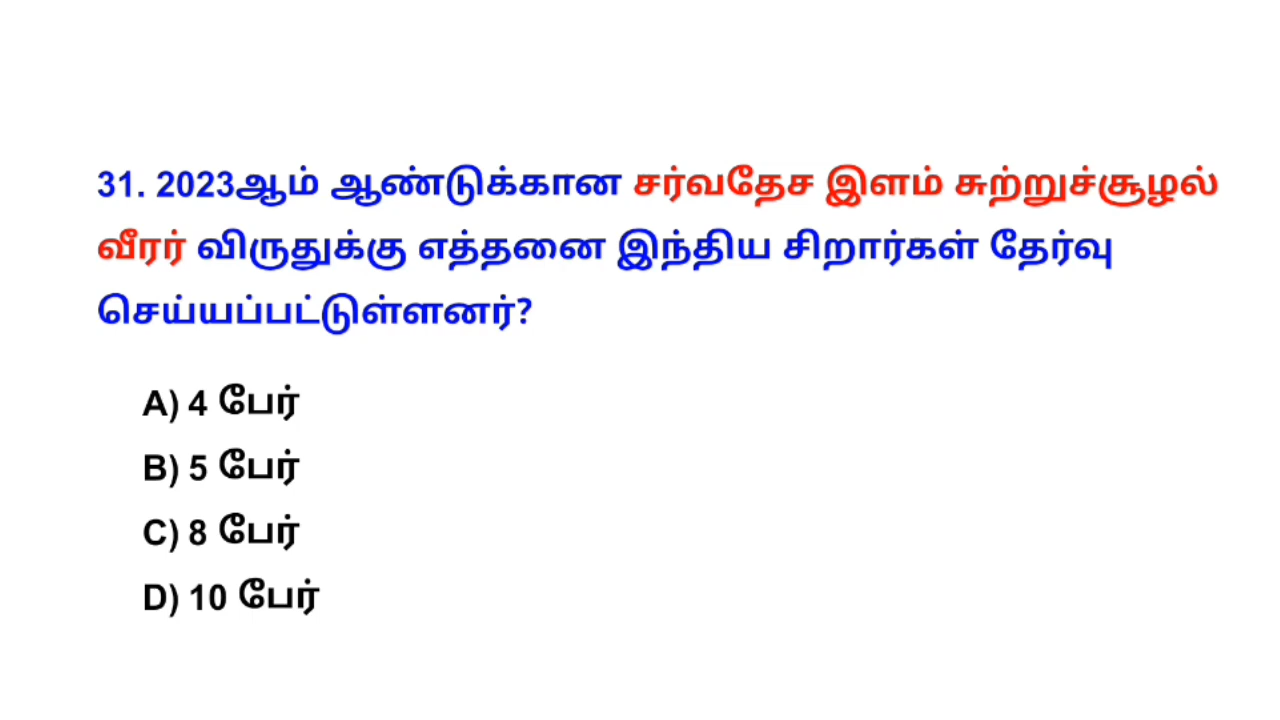 31. 2023ஆம் ஆண்டுக்கான சர்வதேச இளம் சுற்றுச்சூழல்
வீரர் விருதுக்கு எத்தனை இந்திய சிறார்கள் தேர்வு
செய்யப்பட்டுள்ளனர்?
A) 4 பேர்
B) 5 பேர்
C) 8 பேர்
D) 10 பேர்